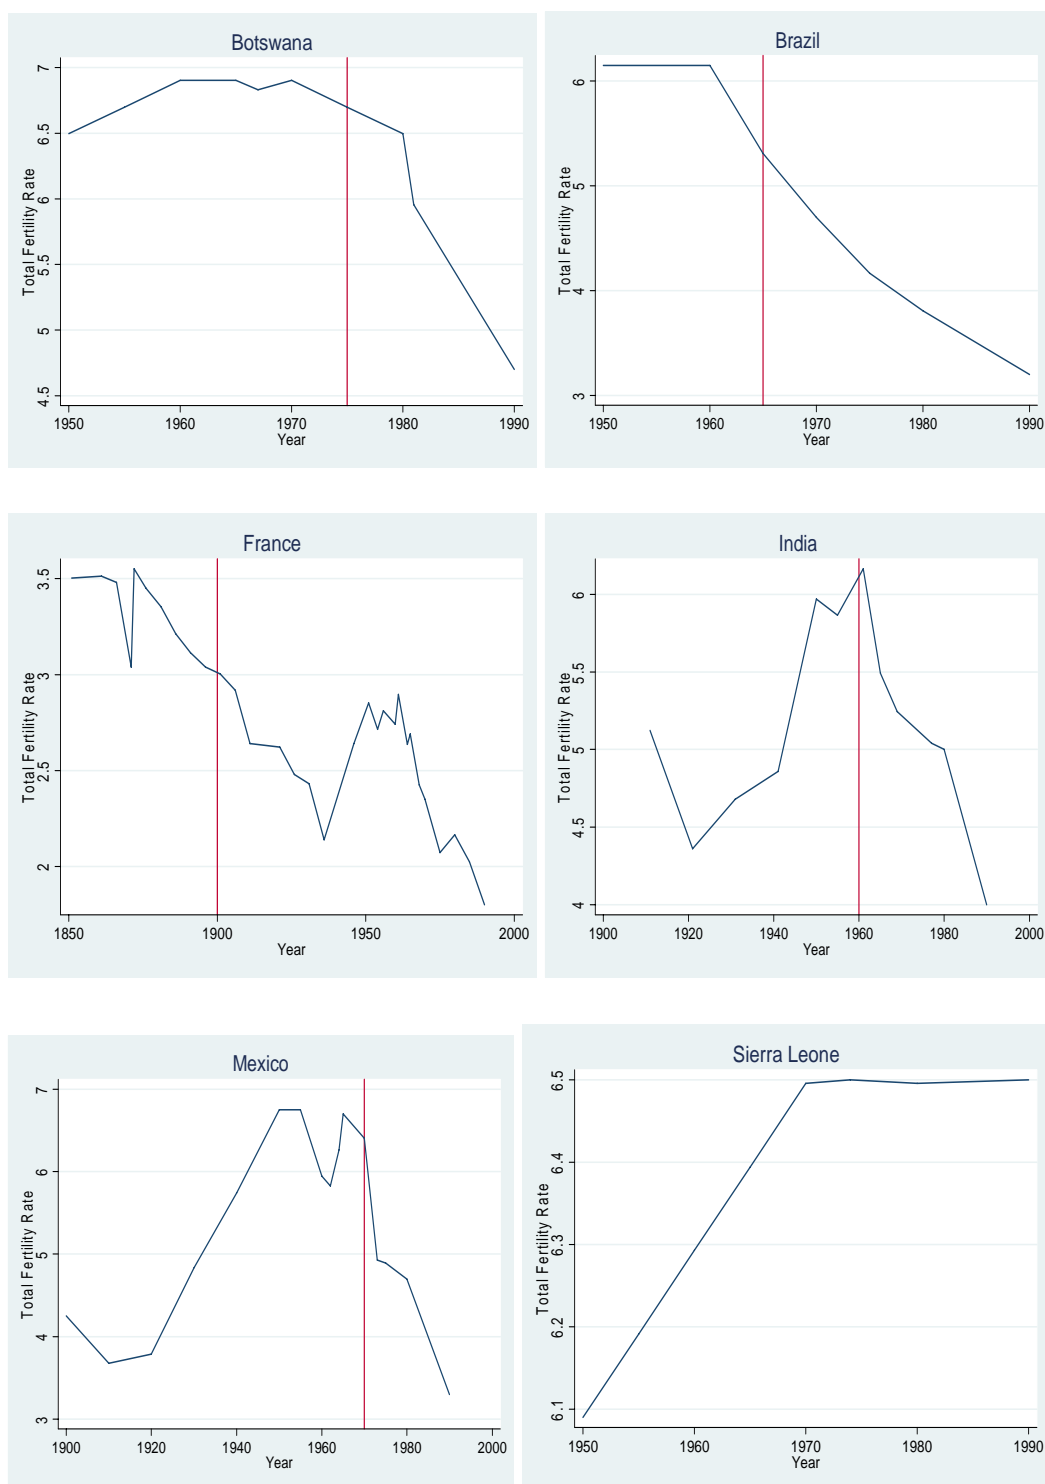 Botswana
Total Fertility Rate
7
6.5
6
5.5
5
4.5
1950 1960 1970 1980 1990
Year
Brazil
Total Fertility Rate
6
5
4
3
1950 1960 1970 1980 1990
Year
France
Total Fertility Rate
3.5
3
2.5
2
1850 1900 1950 2000
Year
India
Total Fertility Rate
6
5.5
5
4.5
4
1900 1920 1940 1960 1980 2000
Year
Mexico
Total Fertility Rate
7
6
5
4
3
1900 1920 1940 1960 1980 2000
Year
Sierra Leone
Total Fertility Rate
6.5
6.4
6.3
6.2
6.1
1950 1960 1970 1980 1990
Year